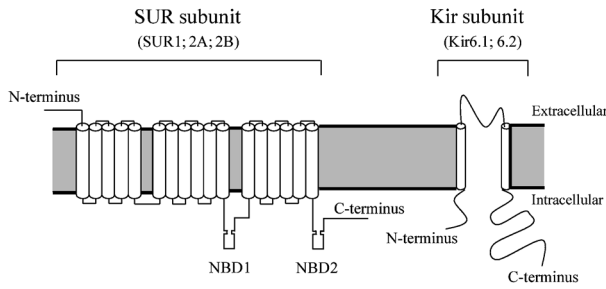 SUR subunit
(SUR1; 2A; 2B)
Kir subunit
(Kir6.1; 6.2)
N-terminus
Extracellular
Intracellular
C-terminus
N-terminus
NBD1
NBD2
C-terminus